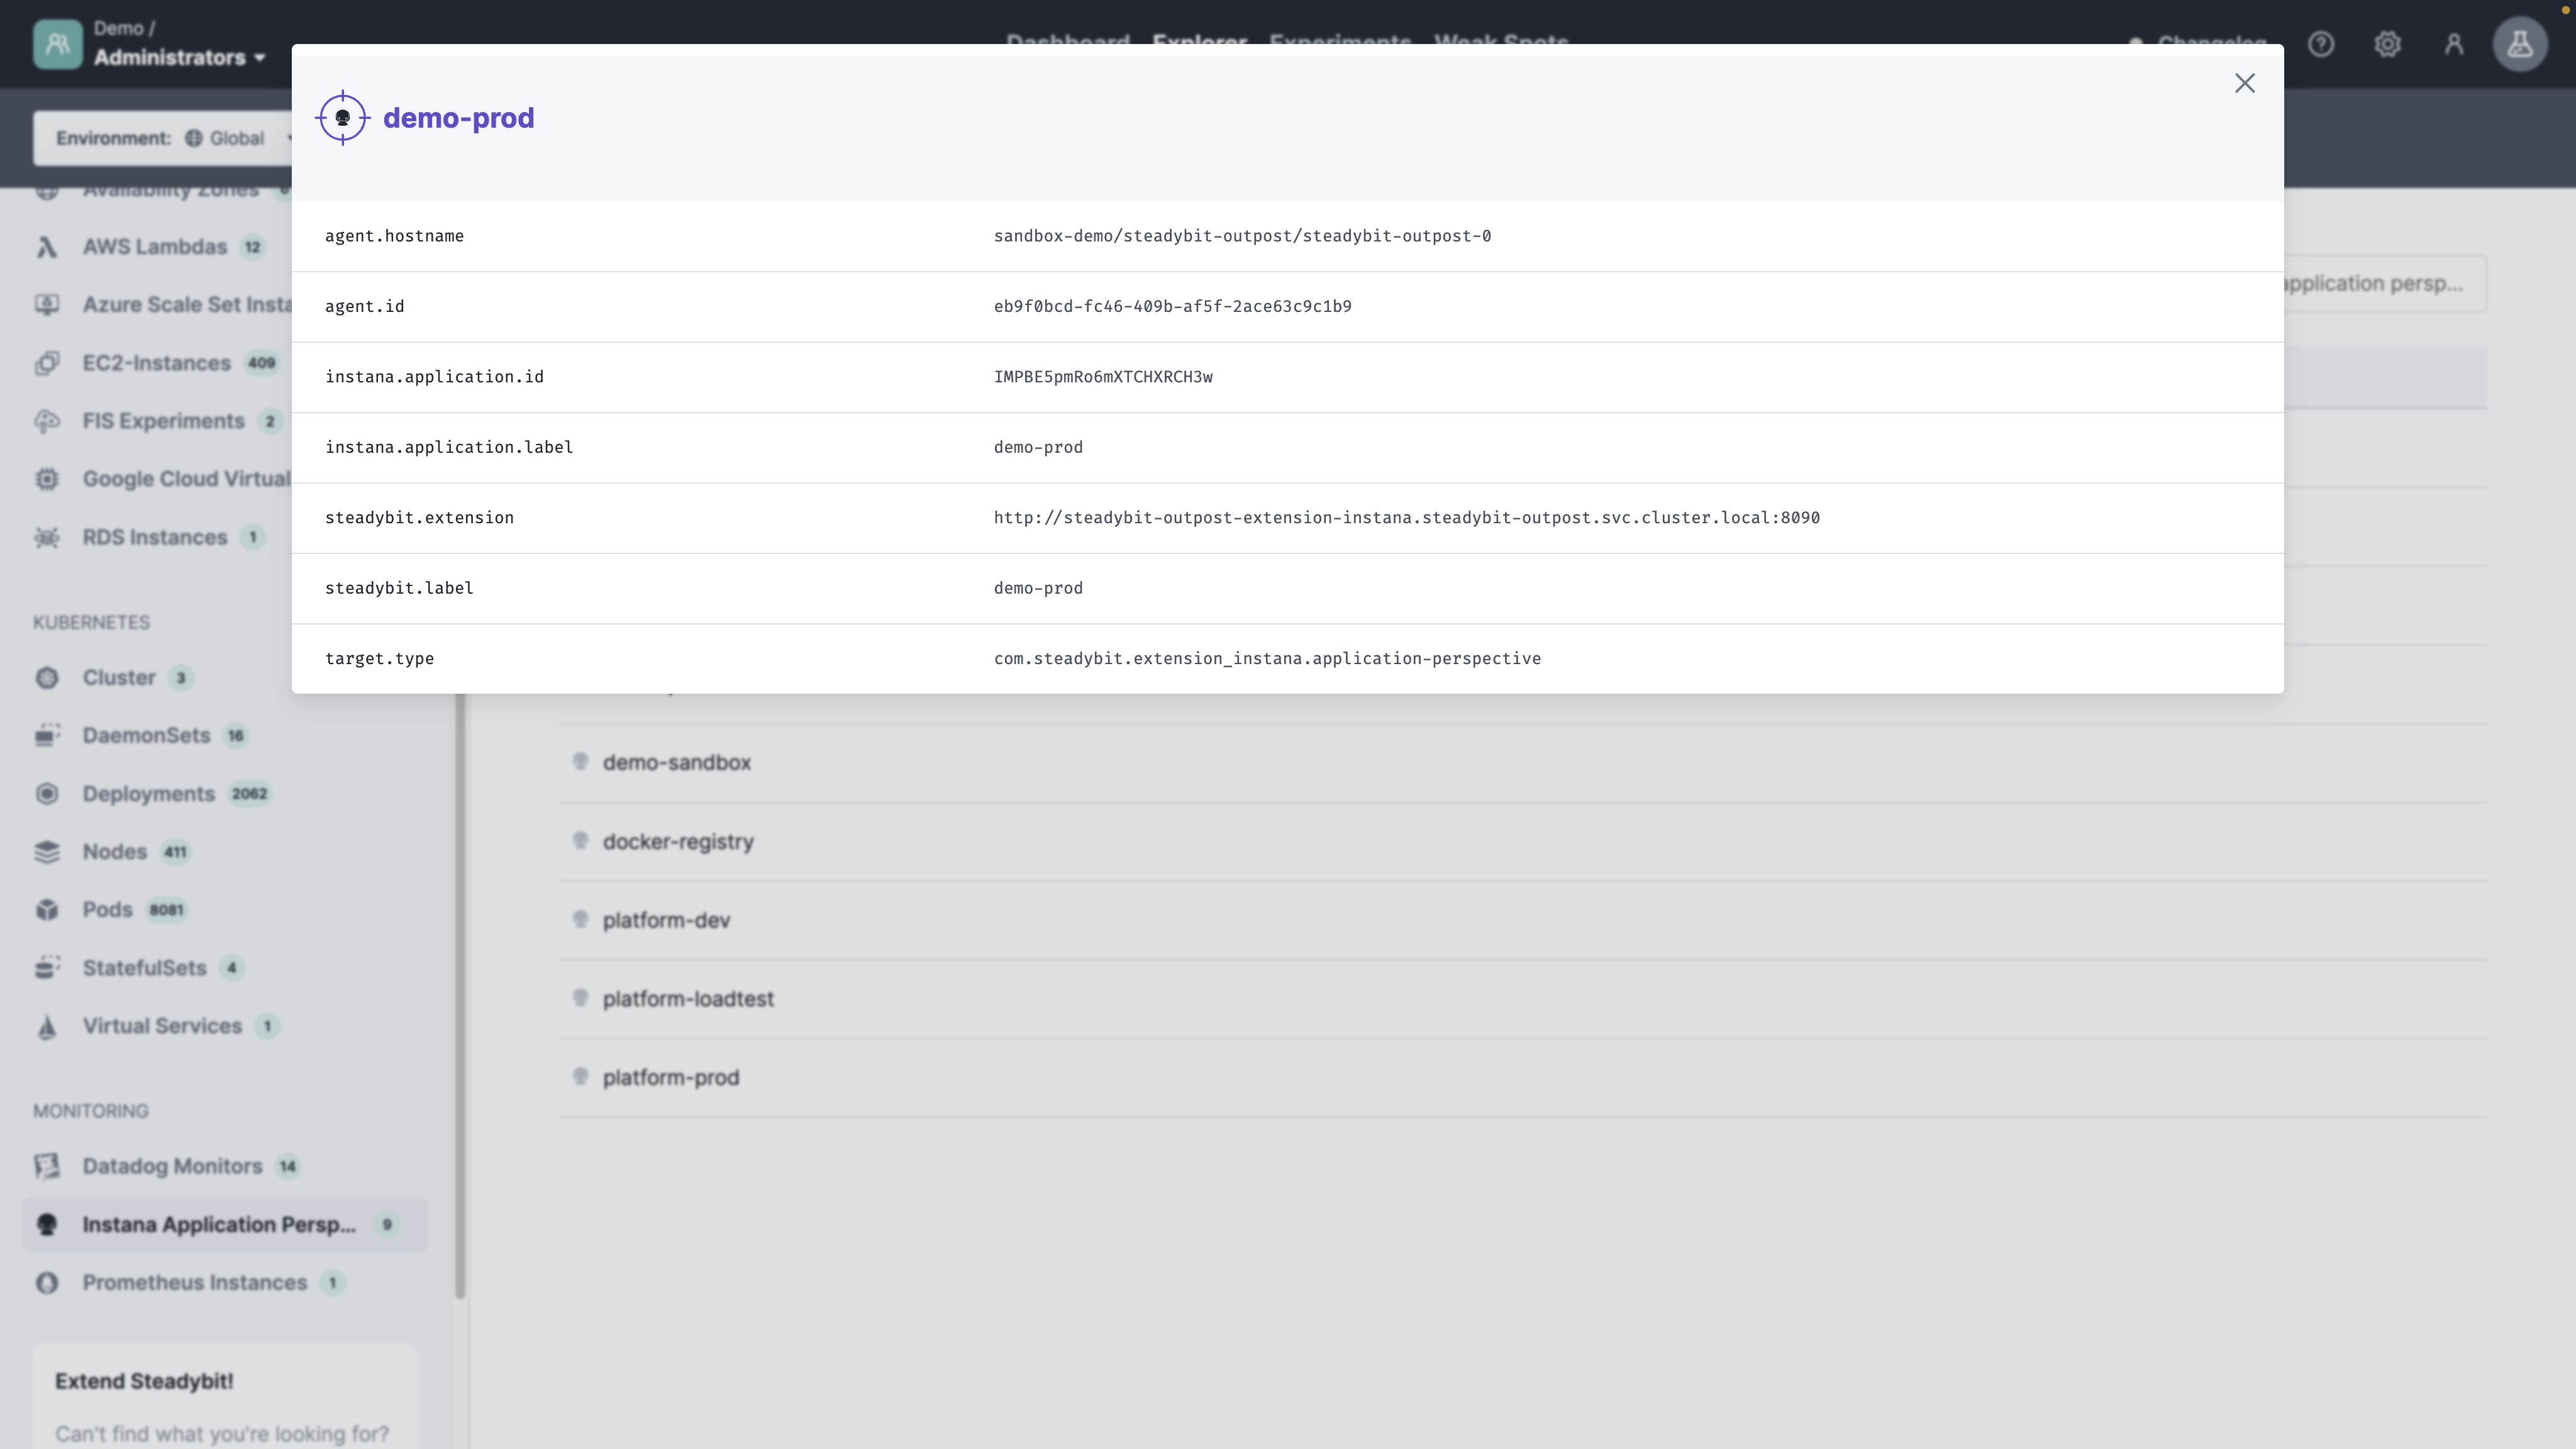 Demo /
Administrators
Dashboard Explorer Experiments Weak Spots
Changelog
demo-prod
Environment: Global
agent.hostname sandbox-demo/steadybit-outpost/steadybit-outpost-0
agent.id eb9f0bcd-fc46-409b-af5f-2ace63c9c1b9
instana.application.id IMPBE5pmRo6mXTCHXRCH3w
instana.application.label demo-prod
steadybit.extension http://steadybit-outpost-extension-instana.steadybit-outpost.svc.cluster.local:8090
steadybit.label demo-prod
target.type com.steadybit.extension_instana.application-perspective
Availability Zones
AWS Lambdas 12
Azure Scale Set Insta
EC2-Instances 409
FIS Experiments 2
Google Cloud Virtual
RDS Instances 1
KUBERNETES
Cluster 3
DaemonSets 16
Deployments 2062
Nodes 411
Pods 8081
StatefulSets 4
Virtual Services 1
MONITORING
Datadog Monitors 14
Instana Application Persp... 9
Prometheus Instances 1
Extend Steadybit!
Can't find what you're looking for?
application persp...
demo-sandbox
docker-registry
platform-dev
platform-loadtest
platform-prod